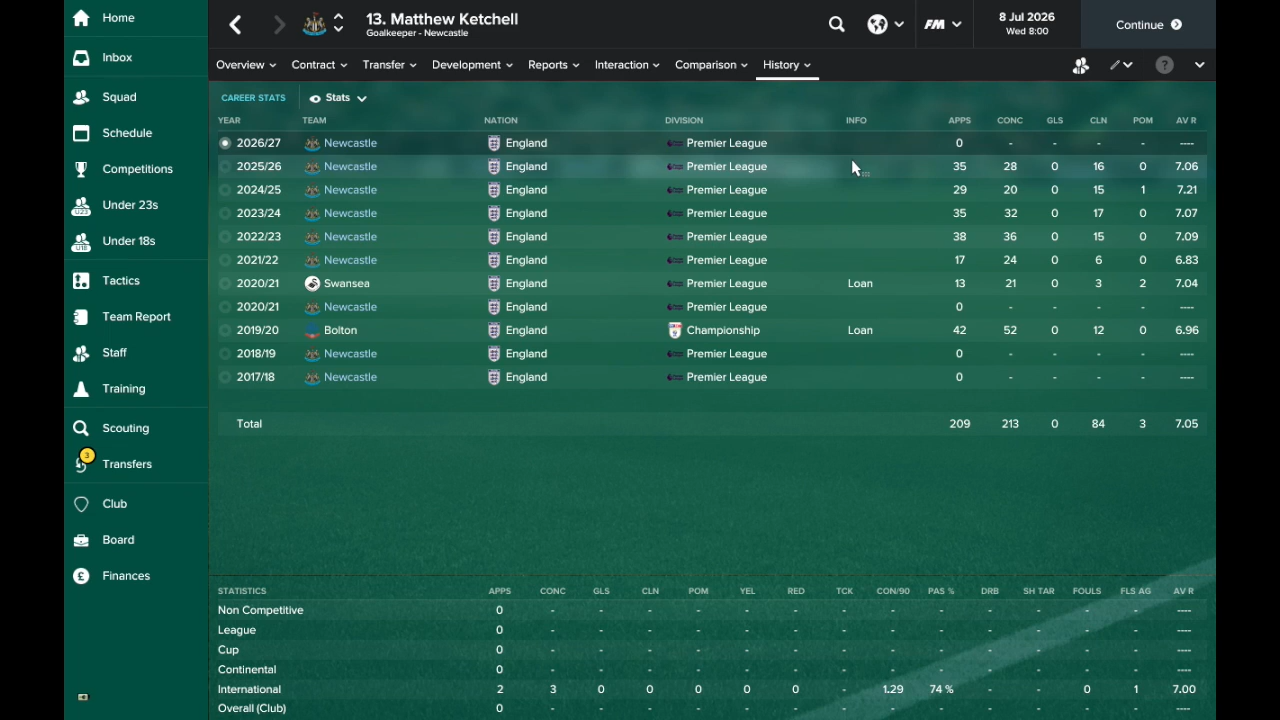 Home
Inbox
Squad
Schedule
Competitions
Under 23s
Under 18s
Tactics
Team Report
Staff
Training
Scouting
3
Transfers
Club
Board
Finances
13. Matthew Ketchell
Goalkeeper - Newcastle
FM
8 Jul 2026
Wed 8:00
Continue
Overview Contract Transfer Development Reports Interaction Comparison History
CAREER STATS Stats
YEAR TEAM NATION DIVISION INFO APPS CONC GLS CLN POM AV R
2026/27 Newcastle England Premier League 0 - - - - ----
2025/26 Newcastle England Premier League 35 28 0 16 0 7.06
2024/25 Newcastle England Premier League 29 20 0 15 1 7.21
2023/24 Newcastle England Premier League 35 32 0 17 0 7.07
2022/23 Newcastle England Premier League 38 36 0 15 0 7.09
2021/22 Newcastle England Premier League 17 24 0 6 0 6.83
2020/21 Swansea England Premier League Loan 13 21 0 3 2 7.04
2020/21 Newcastle England Premier League 0 - - - - ----
2019/20 Bolton England Championship Loan 42 52 0 12 0 6.96
2018/19 Newcastle England Premier League 0 - - - - ----
2017/18 Newcastle England Premier League 0 - - - - ----
Total 209 213 0 84 3 7.05
STATISTICS APPS CONC GLS CLN POM YEL RED TCK CON/90 PAS % DRB SH TAR FOULS FLS AG AV R
Non Competitive 0 - - - - - - - - - - - - - ----
League 0 - - - - - - - - - - - - - ----
Cup 0 - - - - - - - - - - - - - ----
Continental 0 - - - - - - - - - - - - - ----
International 2 3 0 0 0 0 0 - 1.29 74 % - - 0 1 7.00
Overall (Club) 0 - - - - - - - - - - - - - ----